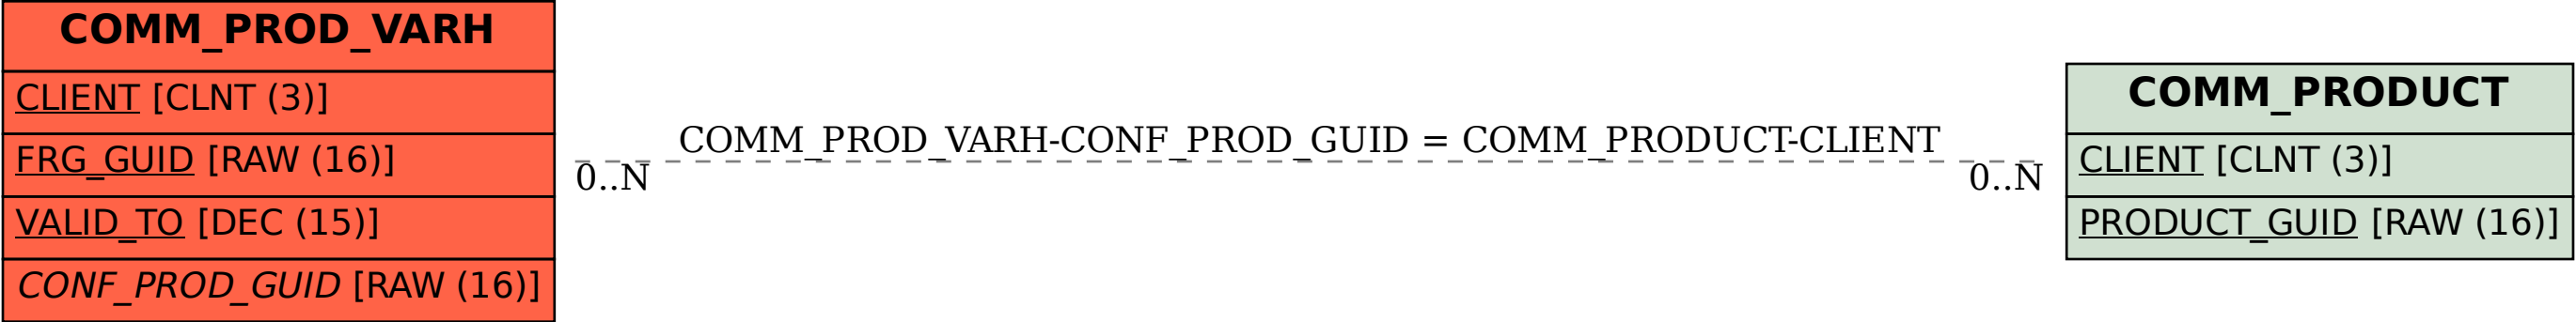 COMM_PROD_VARH
CLIENT [CLNT (3)]
FRG_GUID [RAW (16)]
VALID_TO [DEC (15)]
CONF_PROD_GUID [RAW (16)]
COMM_PROD_VARH-CONF_PROD_GUID = COMM_PRODUCT-CLIENT
0..N
0..N
COMM_PRODUCT
CLIENT [CLNT (3)]
PRODUCT_GUID [RAW (16)]